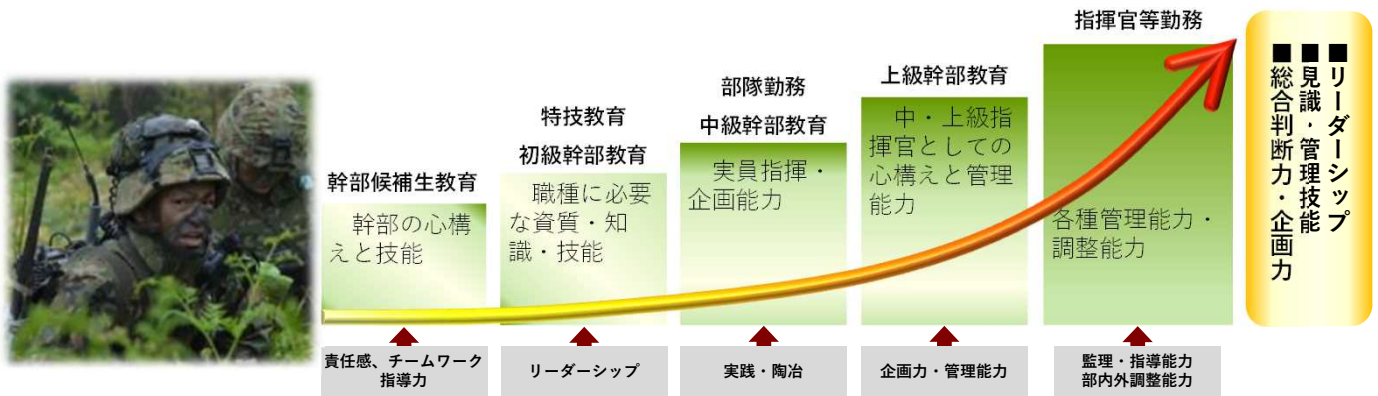 幹部候補生教育
幹部の心構
えと技能
責任感、チームワーク
指導力
特技教育
初級幹部教育
職種に必要
な資質・知
識・技能
リーダーシップ
部隊勤務
中級幹部教育
実員指揮・
企画能力
実践・陶冶
上級幹部教育
中・上級指
揮官としての
心構えと管理
能力
企画力・管理能力
指揮官等勤務
各種管理能力・
調整能力
監理・指導能力
部内外調整能力
■リーダーシップ
■見識・管理技能
■総合判断力・企画力